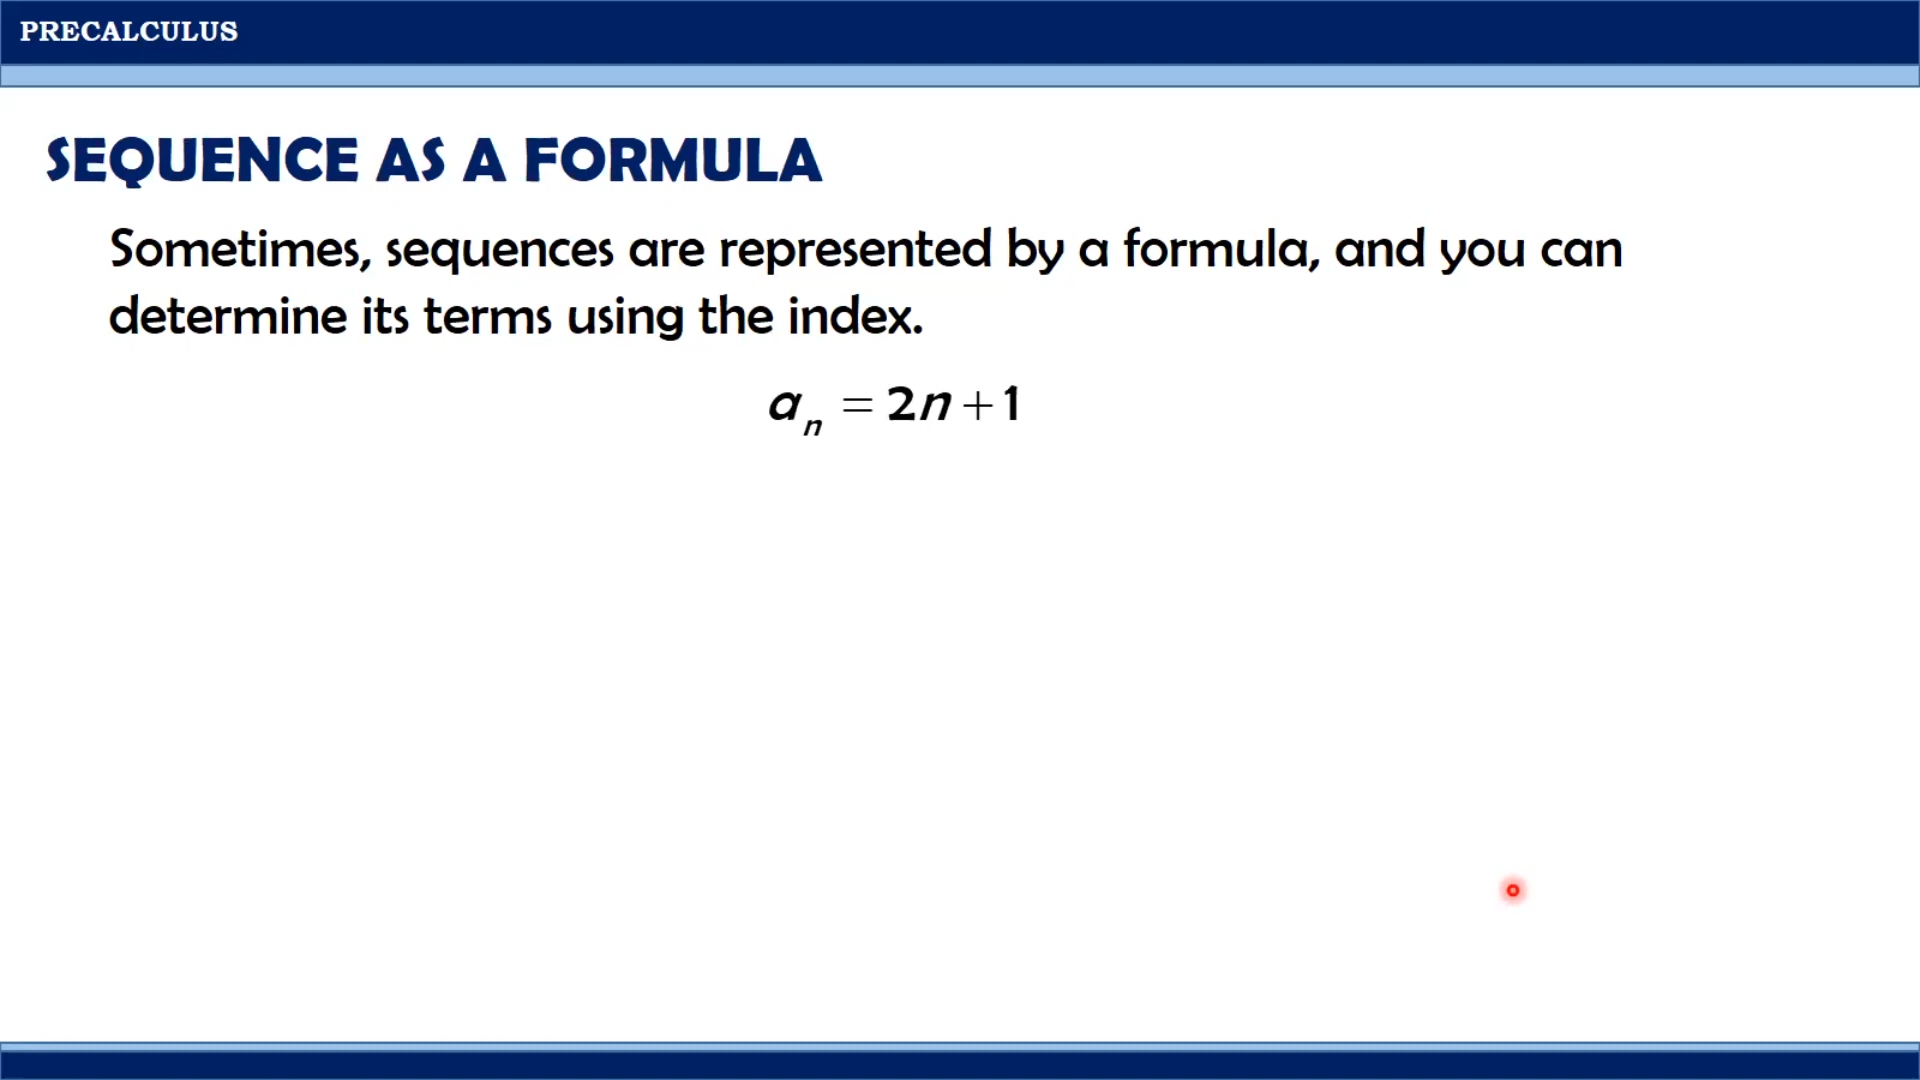 PRECALCULUS
SEQUENCE AS A FORMULA
Sometimes, sequences are represented by a formula, and you can
determine its terms using the index.
aₙ = 2n + 1